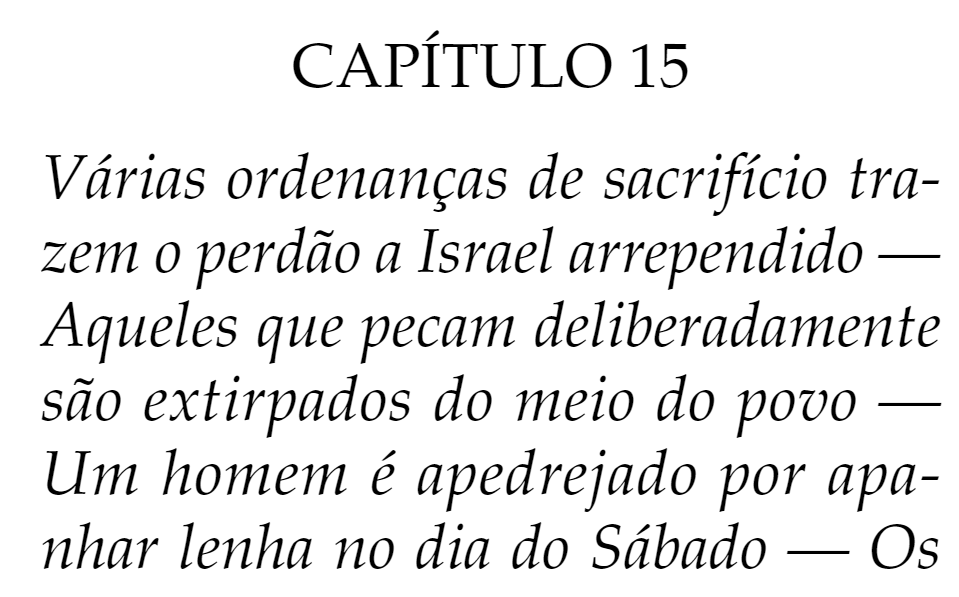 CAPÍTULO 15
Várias ordenanças de sacrifício tra-
zem o perdão a Israel arrependido —
Aqueles que pecam deliberadamente
são extirpados do meio do povo —
Um homem é apedrejado por apa-
nhar lenha no dia do Sábado — Os